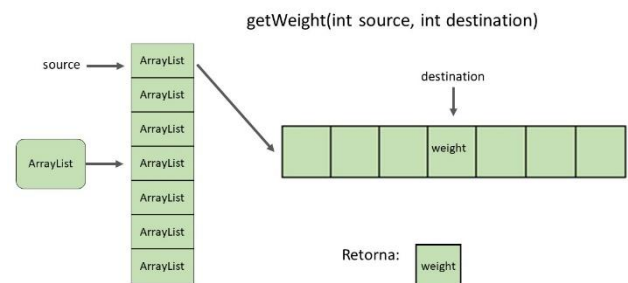 getWeight(int source, int destination)
source
ArrayList
ArrayList
ArrayList
ArrayList
ArrayList
ArrayList
ArrayList
ArrayList
destination
weight
Retorna:
weight